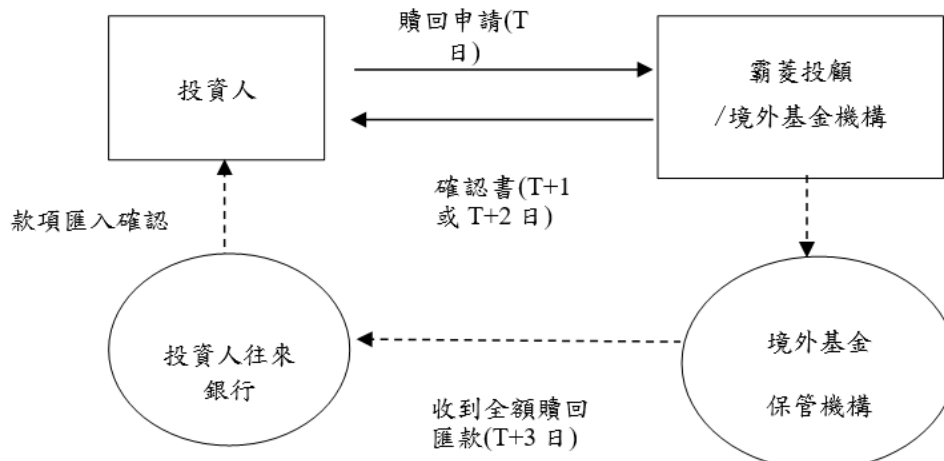 贖回申請(T
日)
投資人
霸菱投顧
/境外基金機構
確認書(T+1
或 T+2 日)
款項匯入確認
投資人往來
銀行
境外基金
保管機構
收到全額贖回
匯款(T+3 日)